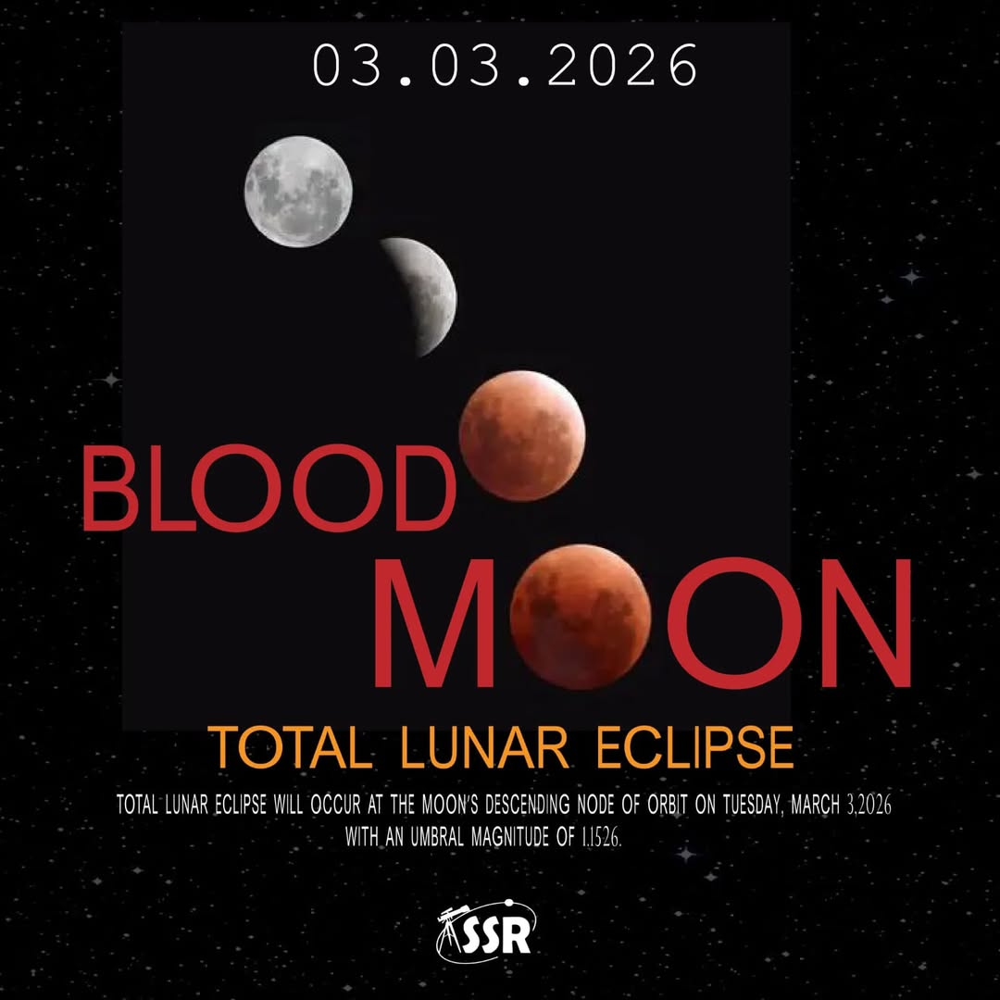 03.03.2026
BLOOD
MOON
TOTAL LUNAR ECLIPSE
TOTAL LUNAR ECLIPSE WILL OCCUR AT THE MOON'S DESCENDING NODE OF ORBIT ON TUESDAY, MARCH 3,2026
WITH AN UMBRAL MAGNITUDE OF 1.1526.
SSR